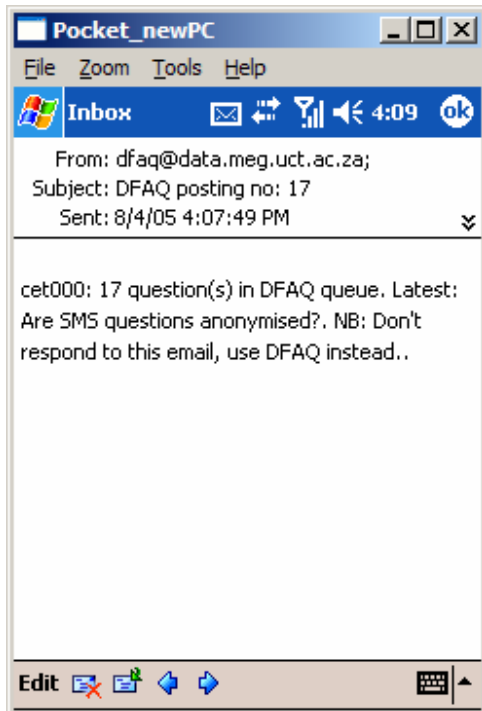 Pocket_newPC
File Zoom Tools Help
Inbox 4:09 ok
From: dfaq@data.meg.uct.ac.za;
Subject: DFAQ posting no: 17
Sent: 8/4/05 4:07:49 PM
cet000: 17 question(s) in DFAQ queue. Latest:
Are SMS questions anonymised?. NB: Don't
respond to this email, use DFAQ instead..
Edit